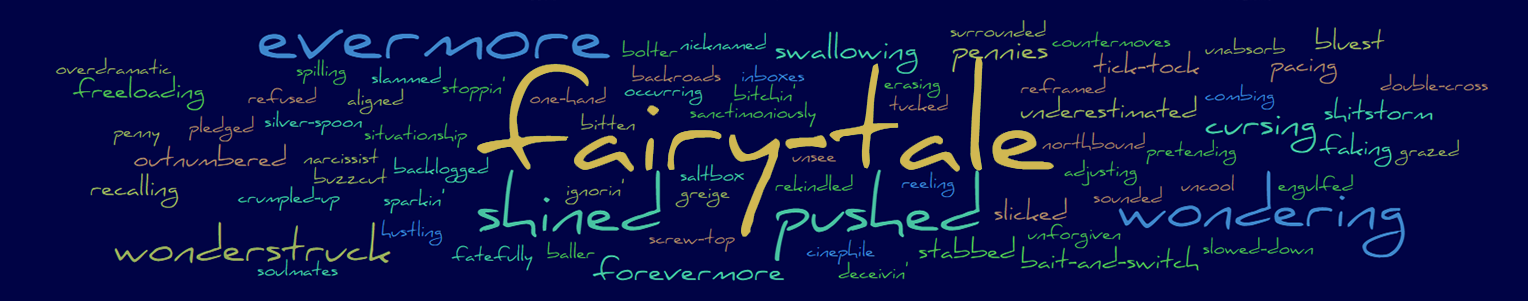 evermore bolter nicknamed swallowing surrounded pennies countermoves unabsorb bluest
overdramatic spilling slammed stoppin' backroads inboxes erasing tick-tock pacing
freeloading refused aligned one-hand occurring bitchin' tucked reframed combing double-cross
penny pledged silver-spoon situationship bitten sanctimoniously underestimated cursing shitstorm
fairy-tale
outnumbered narcissist backlogged unsee northbound pretending faking grazed
recalling buzzcut saltbox adjusting
crumpled-up sparkin' ignorin' greige rekindled reeling sounded uncool engulfed
shined pushed slicked wondering
wonderstruck hustling screw-top unforgiven
soulmates fatefully baller forevermore cinephile deceivin' stabbed bait-and-switch slowed-down